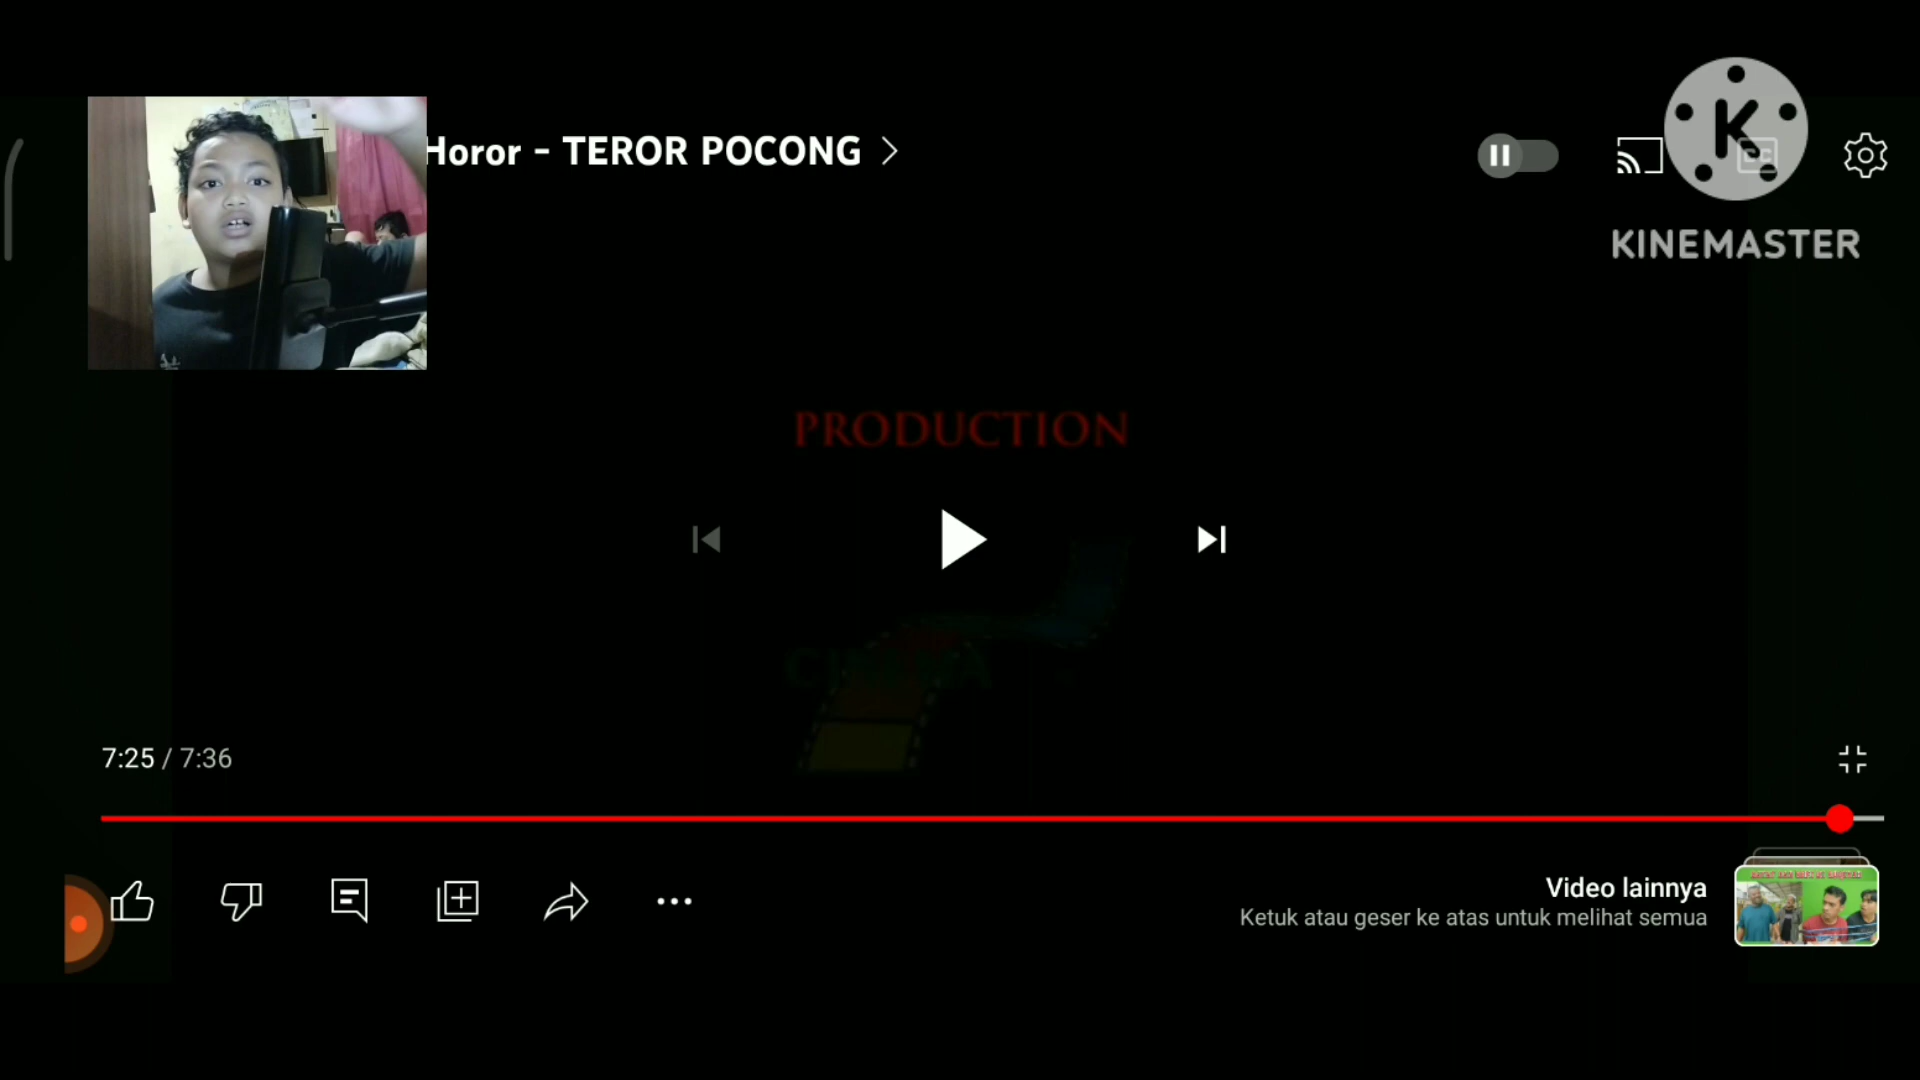 Horor - TEROR POCONG
KINEMASTER
PRODUCTION
7:25 / 7:36
Video lainnya
Ketuk atau geser ke atas untuk melihat semua